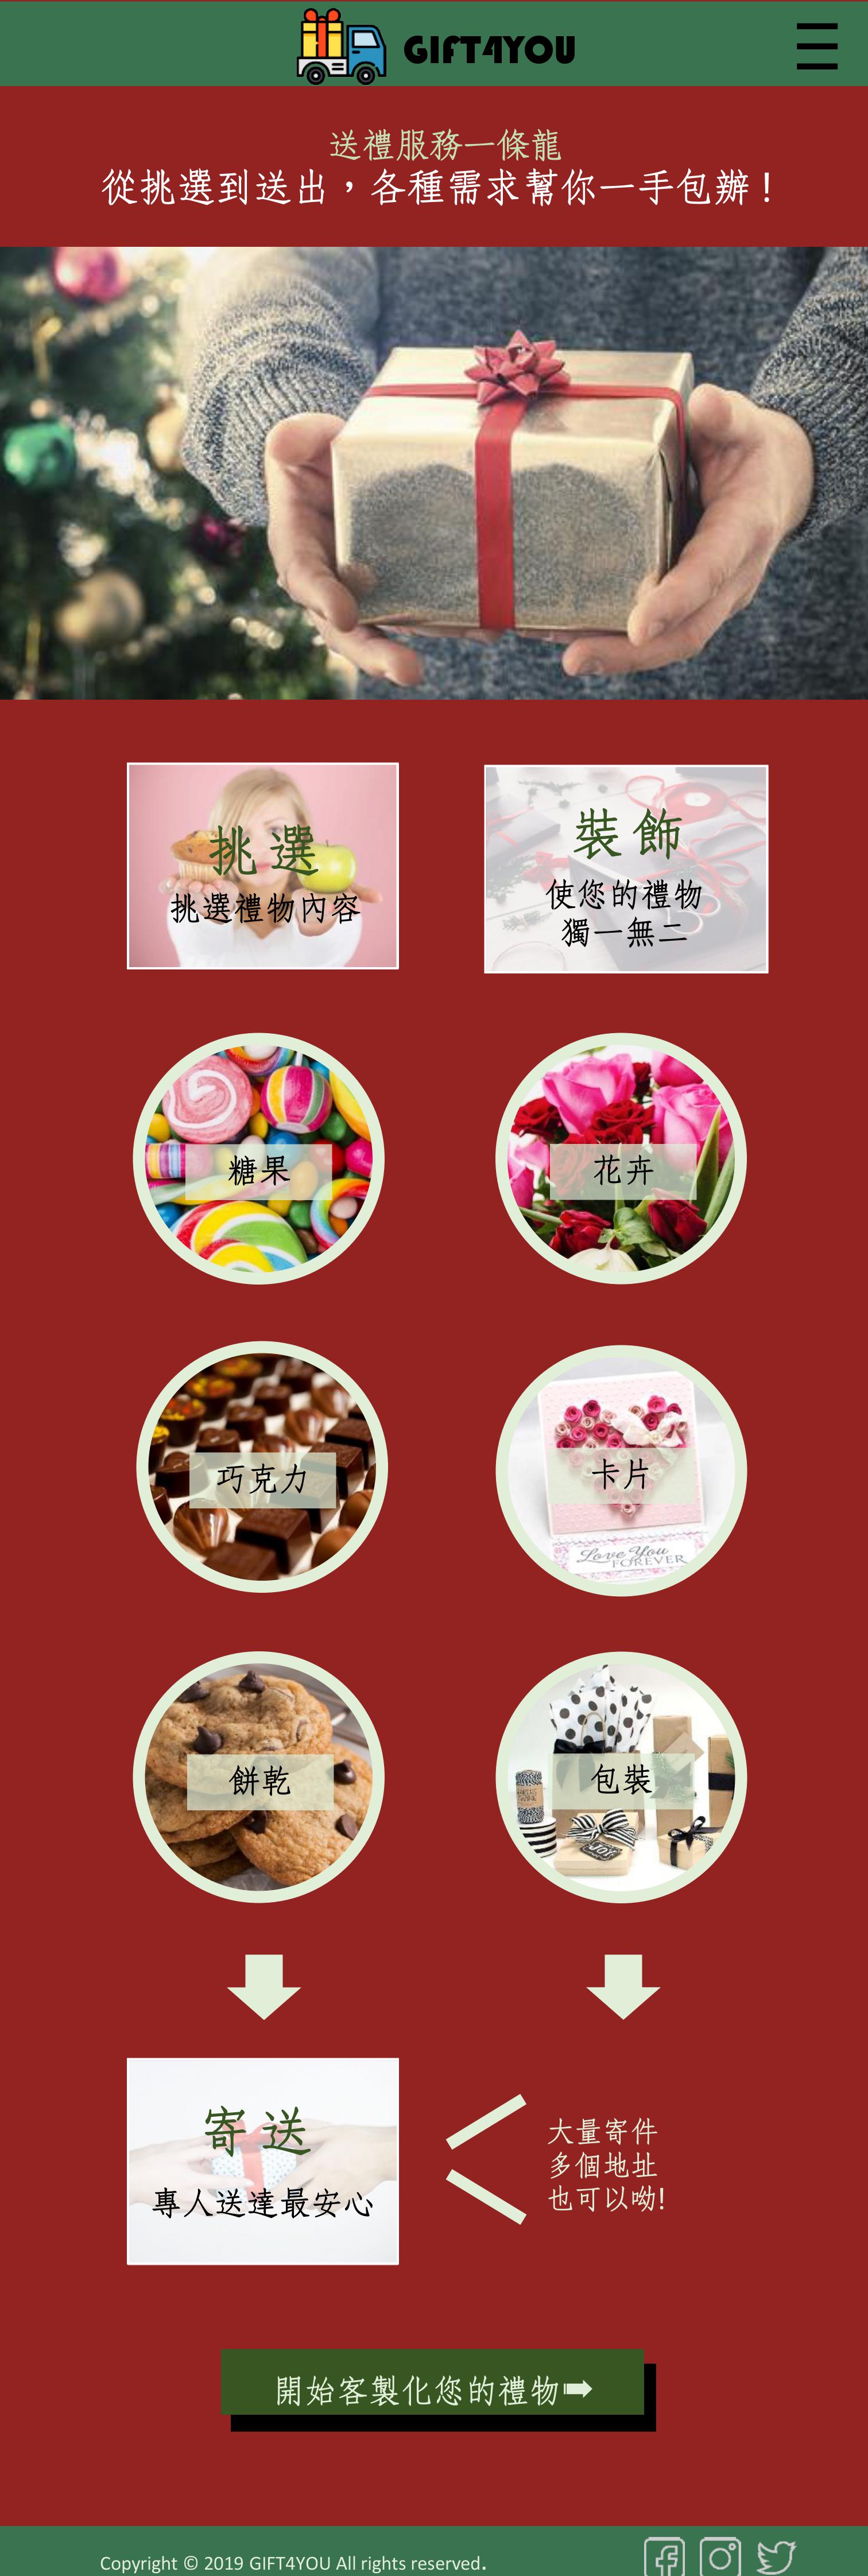 GIFT4YOU
送禮服務一條龍
從挑選到送出，各種需求幫你一手包辦！
挑選
挑選禮物內容
裝飾
使您的禮物
獨一無二
糖果
花卉
巧克力
卡片
Love You
FOREVER
餅乾
包裝
JOY
寄送
專人送達最安心
大量寄件
多個地址
也可以呦!
開始客製化您的禮物➡
Copyright © 2019 GIFT4YOU All rights reserved.